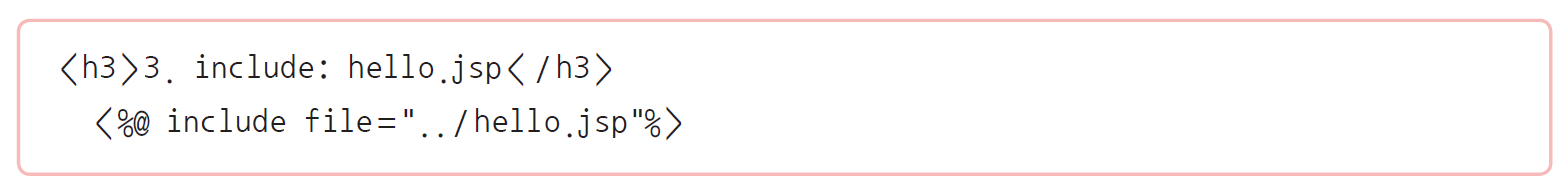 <h3>3. include: hello.jsp</h3>
<%@ include file="../hello.jsp"%>